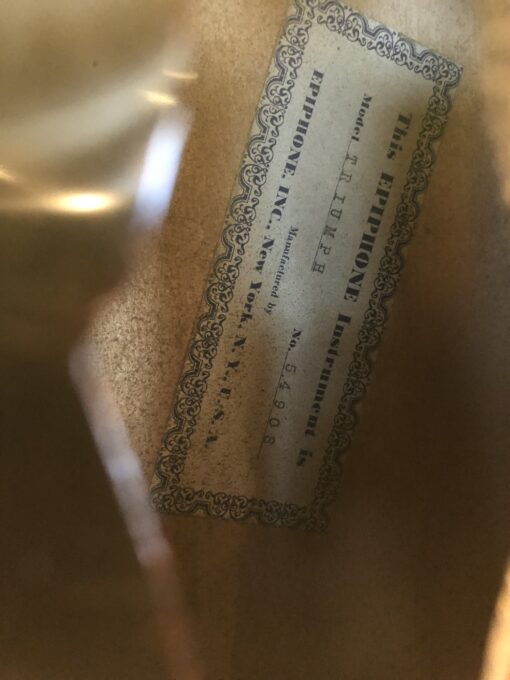 This EPIPHONE Instrument is
Model TRIUMPH No. 54908
Manufactured by
EPIPHONE, INC., New York, N.Y., U.S.A.